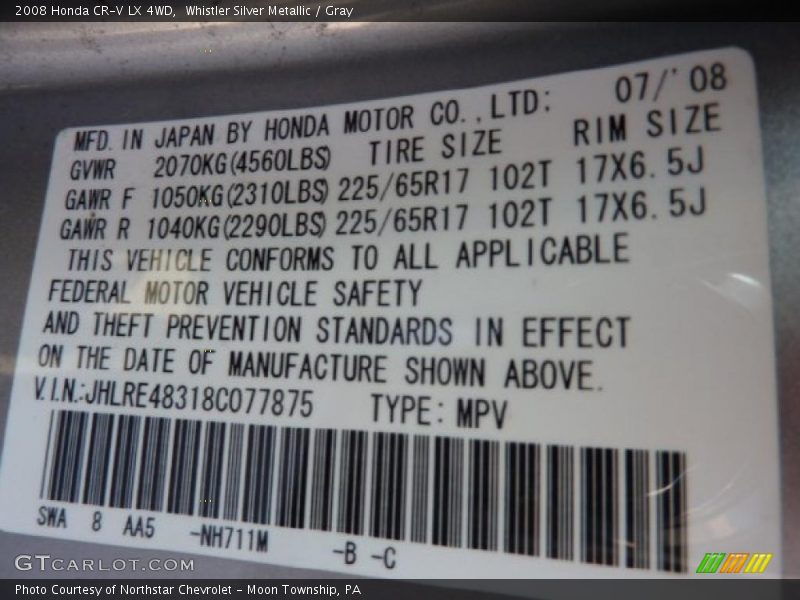 2008 Honda CR-V LX 4WD, Whistler Silver Metallic / Gray
07/'08
MFD. IN JAPAN BY HONDA MOTOR CO., LTD:
GVWR 2070KG(4560LBS) TIRE SIZE RIM SIZE
GAWR F 1050KG(2310LBS) 225/65R17 102T 17X6.5J
GAWR R 1040KG(2290LBS) 225/65R17 102T 17X6.5J
THIS VEHICLE CONFORMS TO ALL APPLICABLE
FEDERAL MOTOR VEHICLE SAFETY
AND THEFT PREVENTION STANDARDS IN EFFECT
ON THE DATE OF MANUFACTURE SHOWN ABOVE.
V.I.N.:JHLRE48318C077875 TYPE: MPV
SWA 8 AA5 -NH711M -B -C
GTCARLOT.COM
Photo Courtesy of Northstar Chevrolet - Moon Township, PA